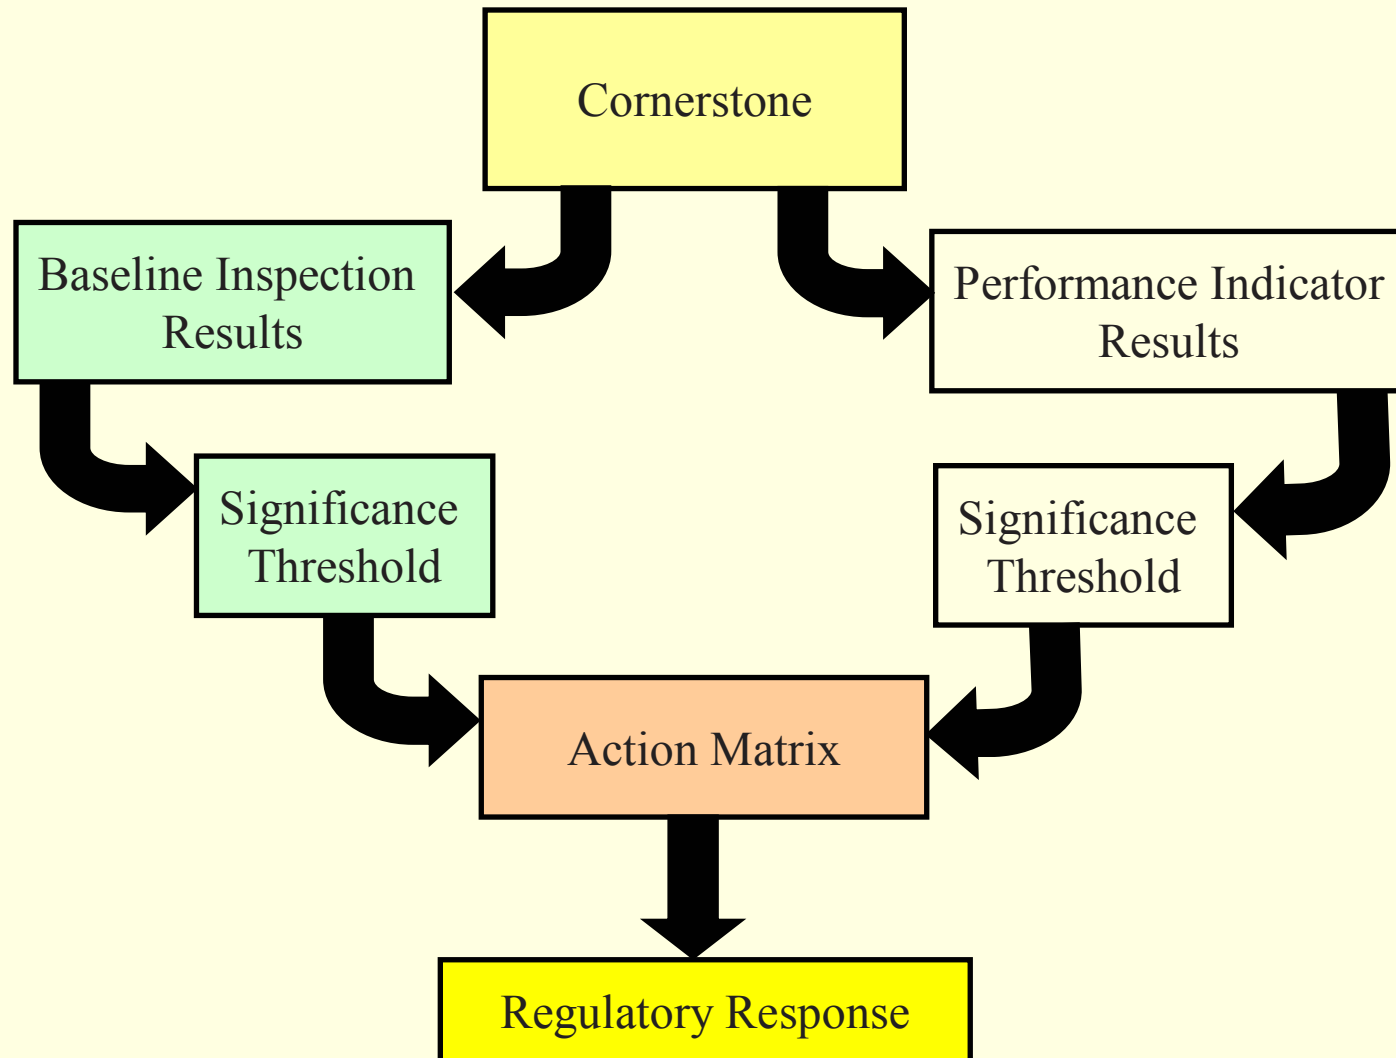 Cornerstone
Baseline Inspection
Results
Performance Indicator
Results
Significance
Threshold
Significance
Threshold
Action Matrix
Regulatory Response